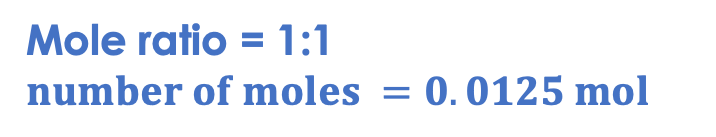 Mole ratio = 1:1
number of moles = 0.0125 mol